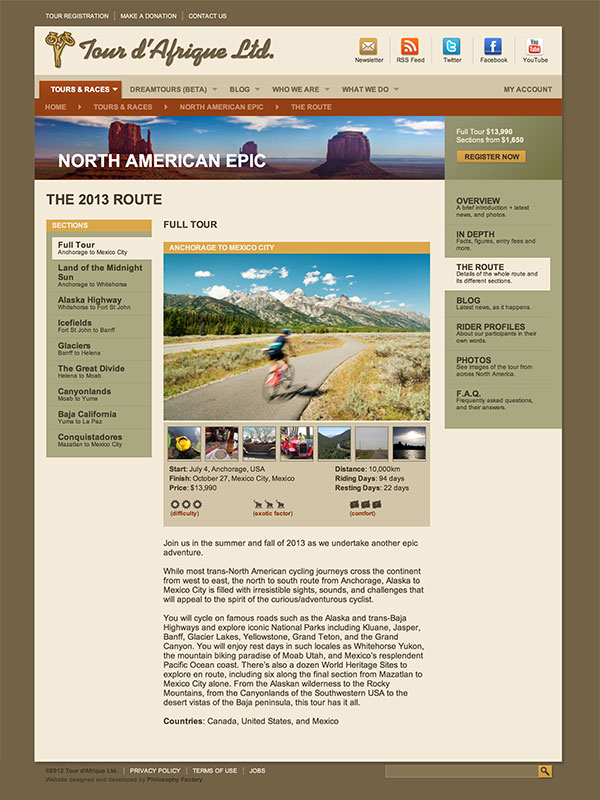 TOUR REGISTRATION | MAKE A DONATION | CONTACT US
Tour d'Afrique Ltd.
Newsletter RSS Feed Twitter Facebook YouTube
TOURS & RACES DREAMTOURS (BETA) BLOG WHO WE ARE WHAT WE DO MY ACCOUNT
HOME TOURS & RACES NORTH AMERICAN EPIC THE ROUTE
NORTH AMERICAN EPIC
Full Tour $13,990
Sections from $1,650
REGISTER NOW
THE 2013 ROUTE
SECTIONS
Full Tour
Anchorage to Mexico City
Land of the Midnight
Sun
Anchorage to Whitehorse
Alaska Highway
Whitehorse to Fort St John
Icefields
Fort St John to Banff
Glaciers
Banff to Helena
The Great Divide
Helena to Moab
Canyonlands
Moab to Yuma
Baja California
Yuma to La Paz
Conquistadores
Mazatlan to Mexico City
FULL TOUR
ANCHORAGE TO MEXICO CITY
Start: July 4, Anchorage, USA
Finish: October 27, Mexico City, Mexico
Price: $13,990
Distance: 10,000km
Riding Days: 94 days
Resting Days: 22 days
(difficulty) (exotic factor) (comfort)
Join us in the summer and fall of 2013 as we undertake another epic
adventure.
While most trans-North American cycling journeys cross the continent
from west to east, the north to south route from Anchorage, Alaska to
Mexico City is filled with irresistible sights, sounds, and challenges that
will appeal to the spirit of the curious/adventurous cyclist.
You will cycle on famous roads such as the Alaska and trans-Baja
Highways and explore iconic National Parks including Kluane, Jasper,
Banff, Glacier Lakes, Yellowstone, Grand Teton, and the Grand
Canyon. You will enjoy rest days in such locales as Whitehorse Yukon,
the mountain biking paradise of Moab Utah, and Mexico's resplendent
Pacific Ocean coast. There's also a dozen World Heritage Sites to
explore en route, including six along the final section from Mazatlan to
Mexico City alone. From the Alaskan wilderness to the Rocky
Mountains, from the Canyonlands of the Southwestern USA to the
desert vistas of the Baja peninsula, this tour has it all.
Countries: Canada, United States, and Mexico
OVERVIEW
A brief introduction + latest
news, and photos.
IN DEPTH
Facts, figures, entry fees and
more.
THE ROUTE
Details of the whole route and
its different sections.
BLOG
Latest news, as it happens.
RIDER PROFILES
About our participants in their
own words.
PHOTOS
See images of the tour from
across North America.
F.A.Q.
Frequently asked questions,
and their answers.
©2012 Tour d'Afrique Ltd. | PRIVACY POLICY | TERMS OF USE | JOBS
Website designed and developed by Philosophy Factory.